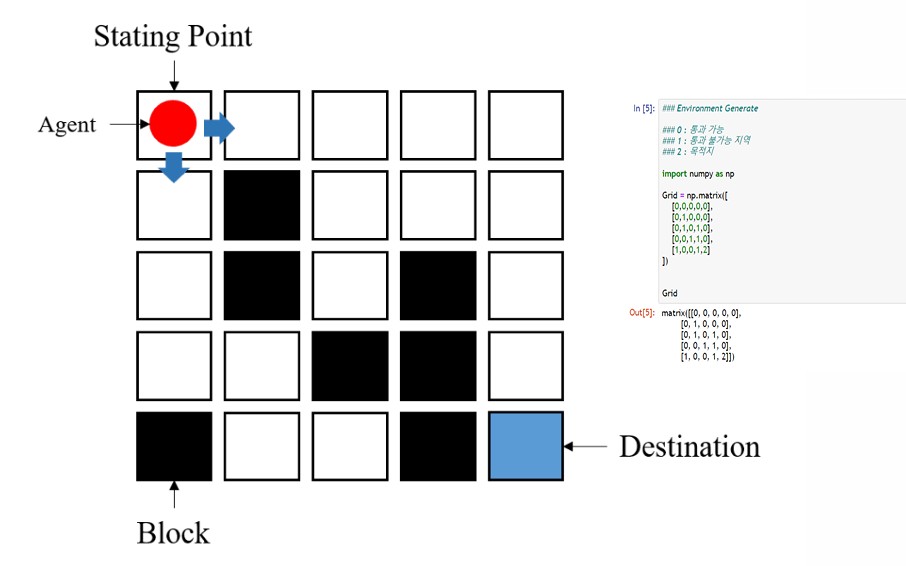 Stating Point
Agent
Block
Destination
In [5]: ### Environment Generate
### 0 : 통과 가능
### 1 : 통과 불가능 지역
### 2 : 목적지
import numpy as np
Grid = np.matrix([
[0,0,0,0,0],
[0,1,0,0,0],
[0,1,0,1,0],
[0,0,1,1,0],
[1,0,0,1,2]
])
Grid
Out[5]: matrix([[0, 0, 0, 0, 0],
[0, 1, 0, 0, 0],
[0, 1, 0, 1, 0],
[0, 0, 1, 1, 0],
[1, 0, 0, 1, 2]])